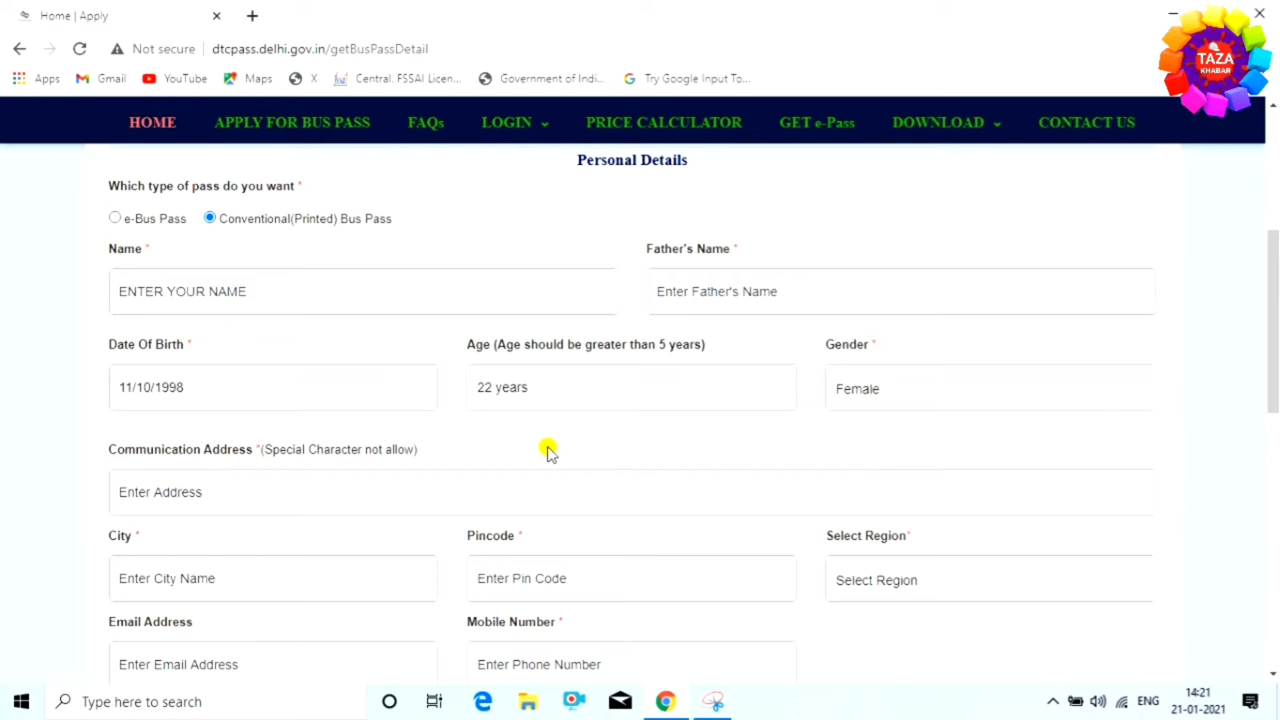 Home | Apply
Not secure dtcpass.delhi.gov.in/getBusPassDetail
Apps Gmail YouTube Maps X Central. FSSAI Licen... Government of Indi... Try Google Input To...
TAZA
KHABAR
HOME APPLY FOR BUS PASS FAQs LOGIN PRICE CALCULATOR GET e-Pass DOWNLOAD CONTACT US
Personal Details
Which type of pass do you want *
e-Bus Pass Conventional(Printed) Bus Pass
Name * Father's Name *
ENTER YOUR NAME Enter Father's Name
Date Of Birth * Age (Age should be greater than 5 years) Gender *
11/10/1998 22 years Female
Communication Address *(Special Character not allow)
Enter Address
City * Pincode * Select Region*
Enter City Name Enter Pin Code Select Region
Email Address Mobile Number *
Enter Email Address Enter Phone Number
Type here to search ENG 14:21
21-01-2021